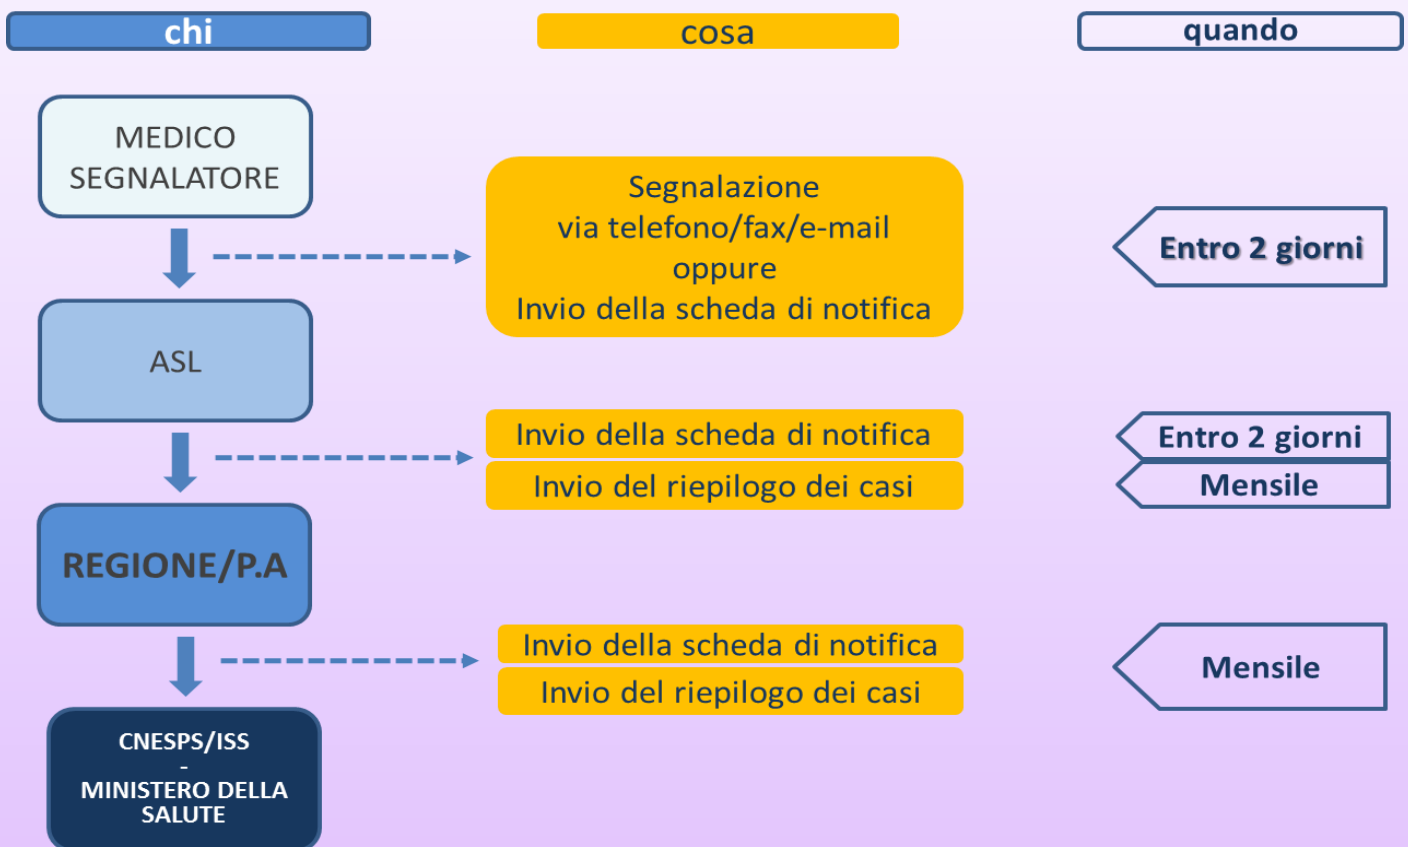 chi
cosa
quando
MEDICO
SEGNALATORE
Segnalazione
via telefono/fax/e-mail
oppure
Invio della scheda di notifica
Entro 2 giorni
ASL
Invio della scheda di notifica
Entro 2 giorni
Invio del riepilogo dei casi
Mensile
REGIONE/P.A
Invio della scheda di notifica
Invio del riepilogo dei casi
Mensile
CNESPS/ISS
-
MINISTERO DELLA
SALUTE